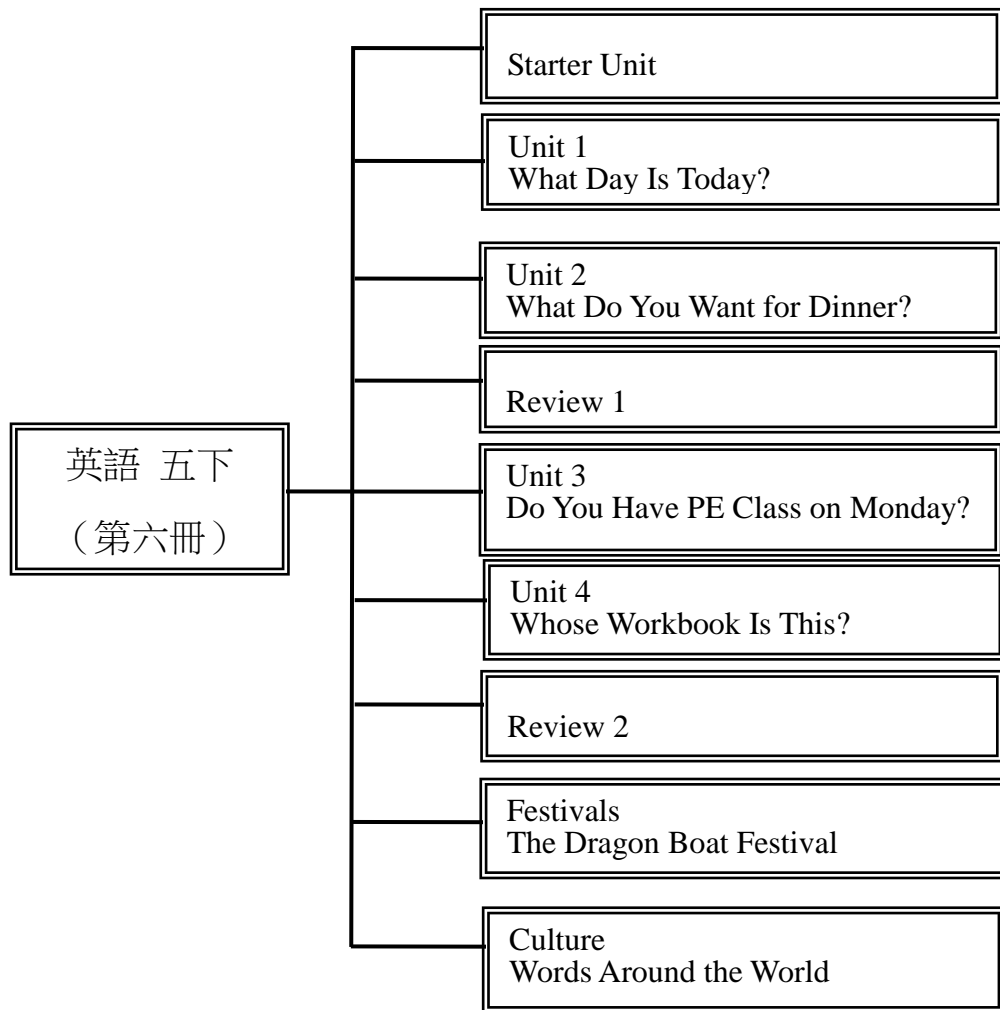 英語 五下
（第六冊）
Starter Unit
Unit 1
What Day Is Today?
Unit 2
What Do You Want for Dinner?
Review 1
Unit 3
Do You Have PE Class on Monday?
Unit 4
Whose Workbook Is This?
Review 2
Festivals
The Dragon Boat Festival
Culture
Words Around the World